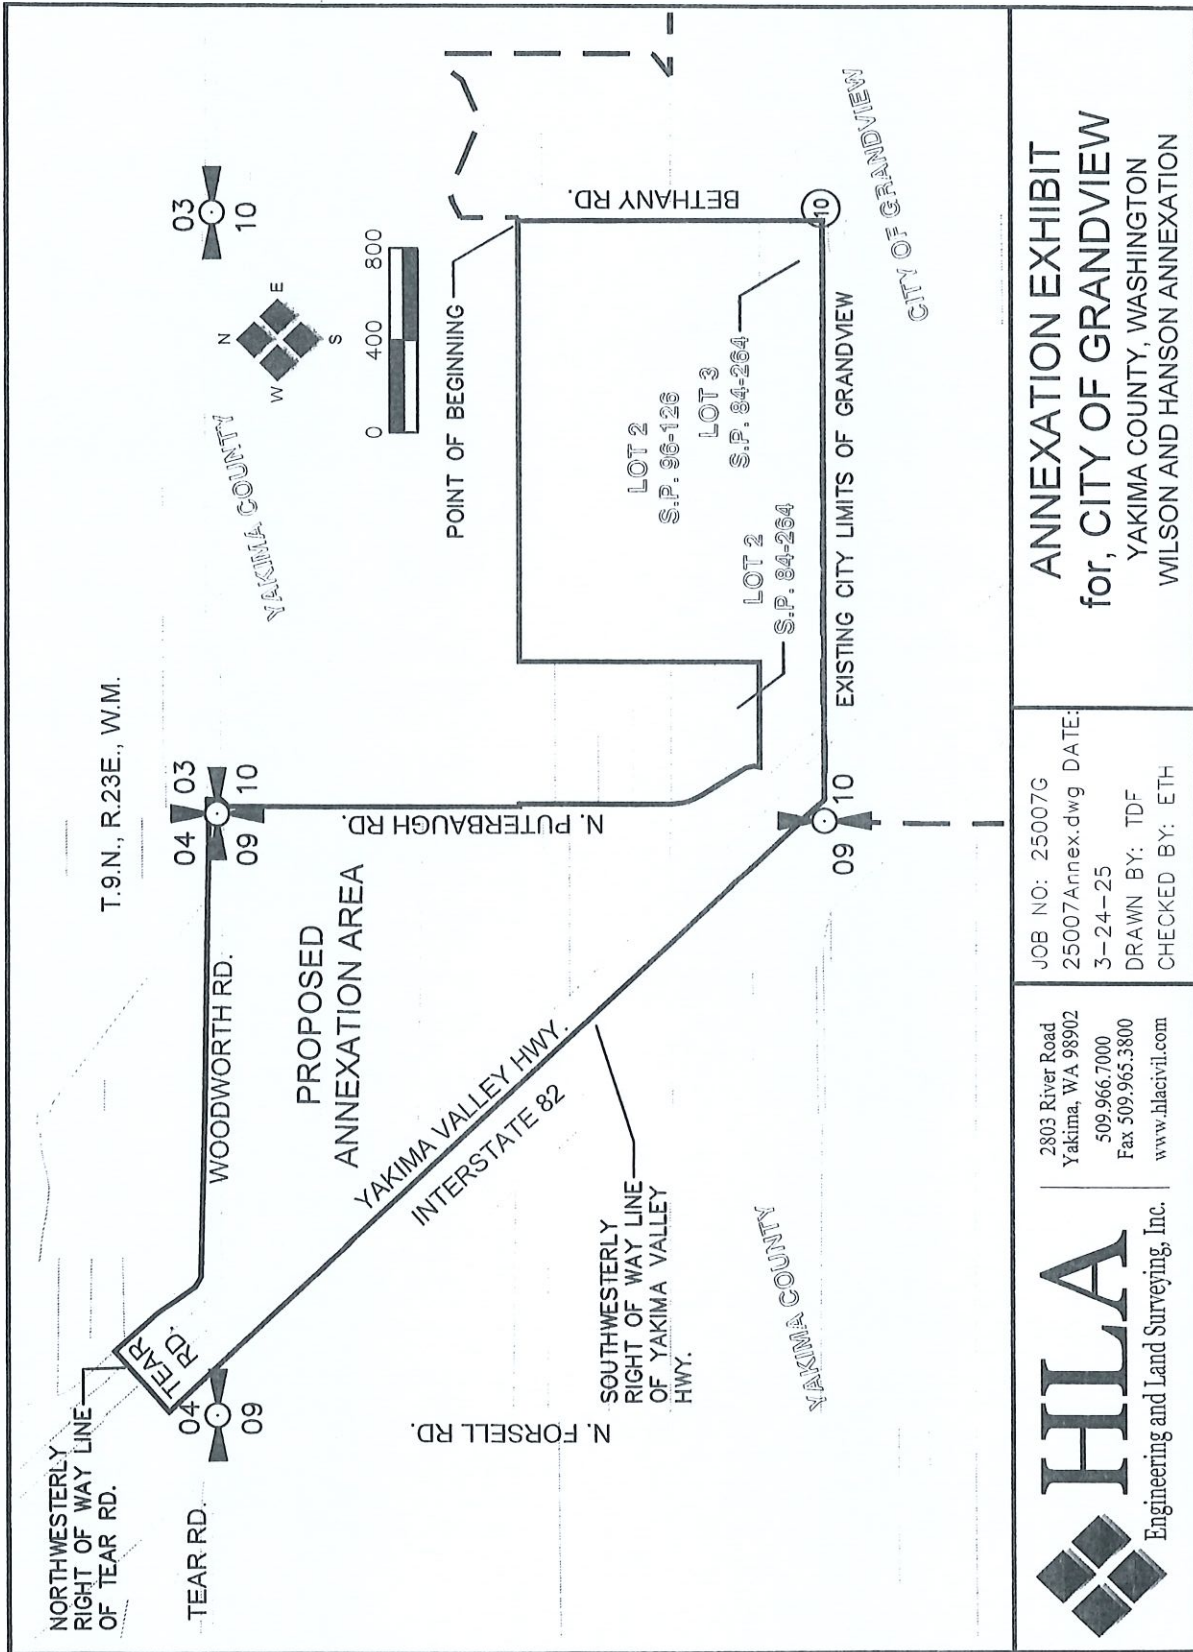 NORTHWESTERLY
RIGHT OF WAY LINE
OF TEAR RD.
TEAR RD.
TEAR
RD.
04
09
WOODWORTH RD.
T.9.N., R.23E., W.M.
04 03
09 10
03
10
YAKIMA COUNTY
N
W E
S
0 400 800
PROPOSED
ANNEXATION AREA
N. PUTERBAUGH RD.
POINT OF BEGINNING
BETHANY RD.
YAKIMA VALLEY HWY.
INTERSTATE 82
N. FORSELL RD.
SOUTHWESTERLY
RIGHT OF WAY LINE
OF YAKIMA VALLEY
HWY.
LOT 2
S.P. 96-126
LOT 3
S.P. 84-264
LOT 2
S.P. 84-264
10
09 10
EXISTING CITY LIMITS OF GRANDVIEW
YAKIMA COUNTY
CITY OF GRANDVIEW
HLA
Engineering and Land Surveying, Inc.
2803 River Road
Yakima, WA 98902
509.966.7000
Fax 509.965.3800
www.hlacivil.com
JOB NO: 25007G
25007Annex.dwg DATE:
3-24-25
DRAWN BY: TDF
CHECKED BY: ETH
ANNEXATION EXHIBIT
for, CITY OF GRANDVIEW
YAKIMA COUNTY, WASHINGTON
WILSON AND HANSON ANNEXATION